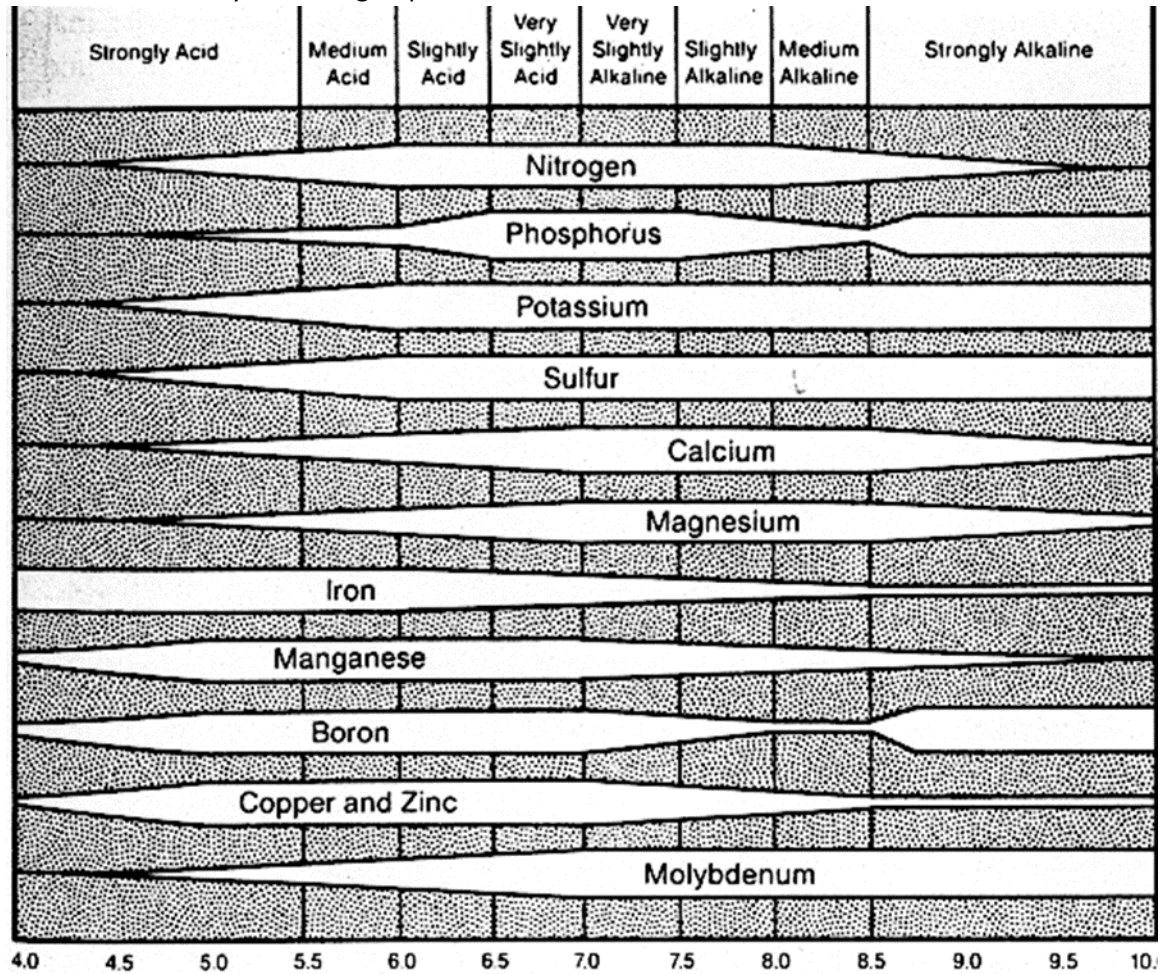 Strongly Acid
Medium
Acid
Slightly
Acid
Very
Slightly
Acid
Very
Slightly
Alkaline
Slightly
Alkaline
Medium
Alkaline
Strongly Alkaline
Nitrogen
Phosphorus
Potassium
Sulfur
Calcium
Magnesium
Iron
Manganese
Boron
Copper and Zinc
Molybdenum
4.0 4.5 5.0 5.5 6.0 6.5 7.0 7.5 8.0 8.5 9.0 9.5